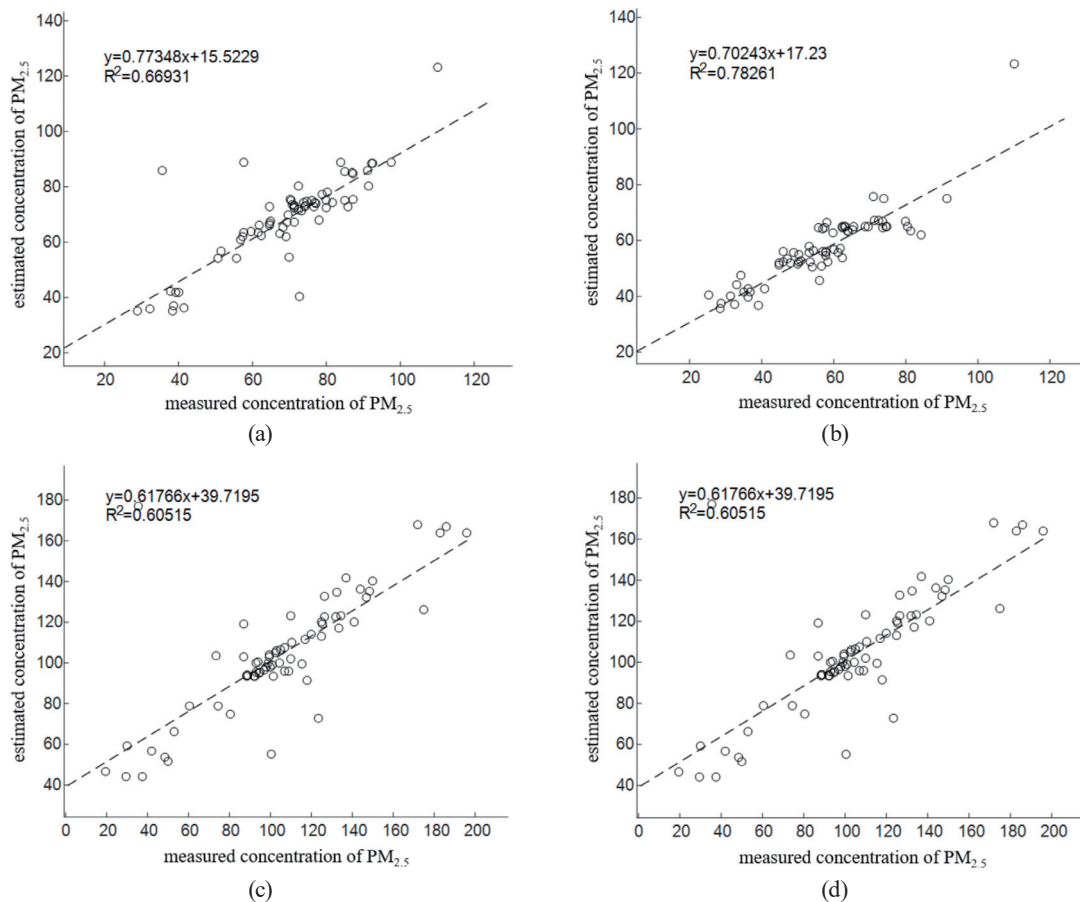 140
120
100
80
60
40
20
estimated concentration of PM2.5
y=0.77348x+15.5229
R2=0.66931
20 40 60 80 100 120
measured concentration of PM2.5
(a)
140
120
100
80
60
40
20
estimated concentration of PM2.5
y=0.70243x+17.23
R2=0.78261
20 40 60 80 100 120
measured concentration of PM2.5
(b)
180
160
140
120
100
80
60
40
estimated concentration of PM2.5
y=0.61766x+39.7195
R2=0.60515
0 20 40 60 80 100 120 140 160 180 200
measured concentration of PM2.5
(c)
180
160
140
120
100
80
60
40
estimated concentration of PM2.5
y=0.61766x+39.7195
R2=0.60515
0 20 40 60 80 100 120 140 160 180 200
measured concentration of PM2.5
(d)